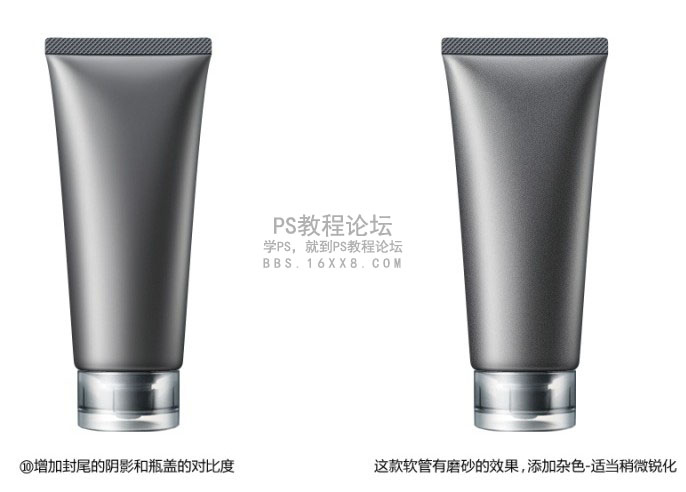 PS教程论坛
学PS，就到PS教程论坛
BBS.16XX8.COM
⑩增加封尾的阴影和瓶盖的对比度
这款软管有磨砂的效果，添加杂色-适当稍微锐化